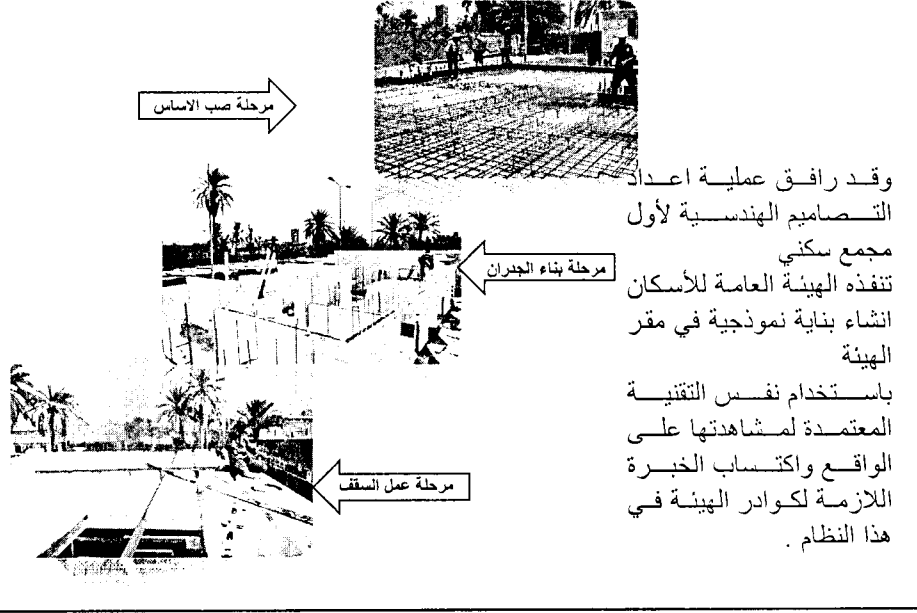 مرحلة صب الاساس
وقد رافق عملية اعداد
التصاميم الهندسية لأول
مجمع سكني
مرحلة بناء الجدران
تنفذه الهيئة العامة للأسكان
انشاء بناية نموذجية في مقر
الهيئة
باستخدام نفس التقنية
المعتمدة لمشاهدتها على
مرحلة عمل السقف
الواقع واكتساب الخبرة
اللازمة لكوادر الهيئة في
هذا النظام .